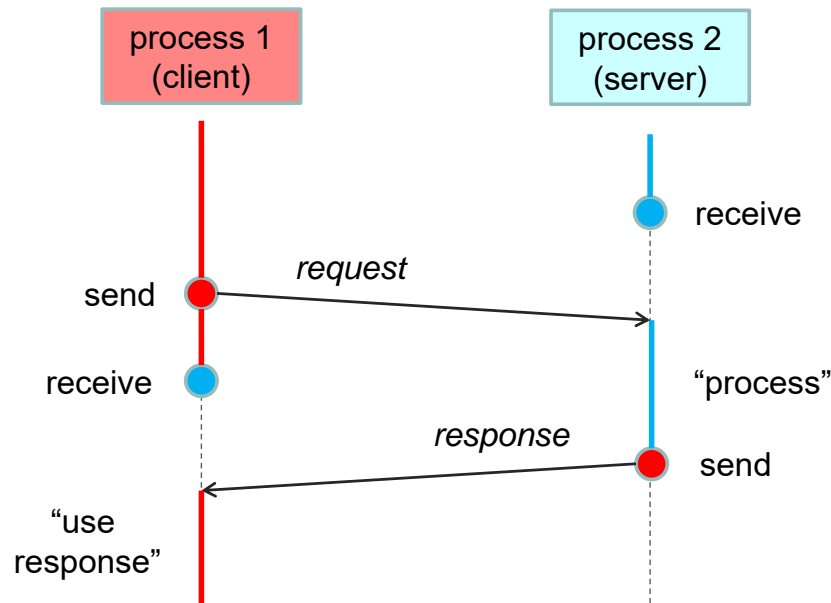 process 1
(client)
process 2
(server)
receive
request
send
receive
“process”
response
send
“use
response”